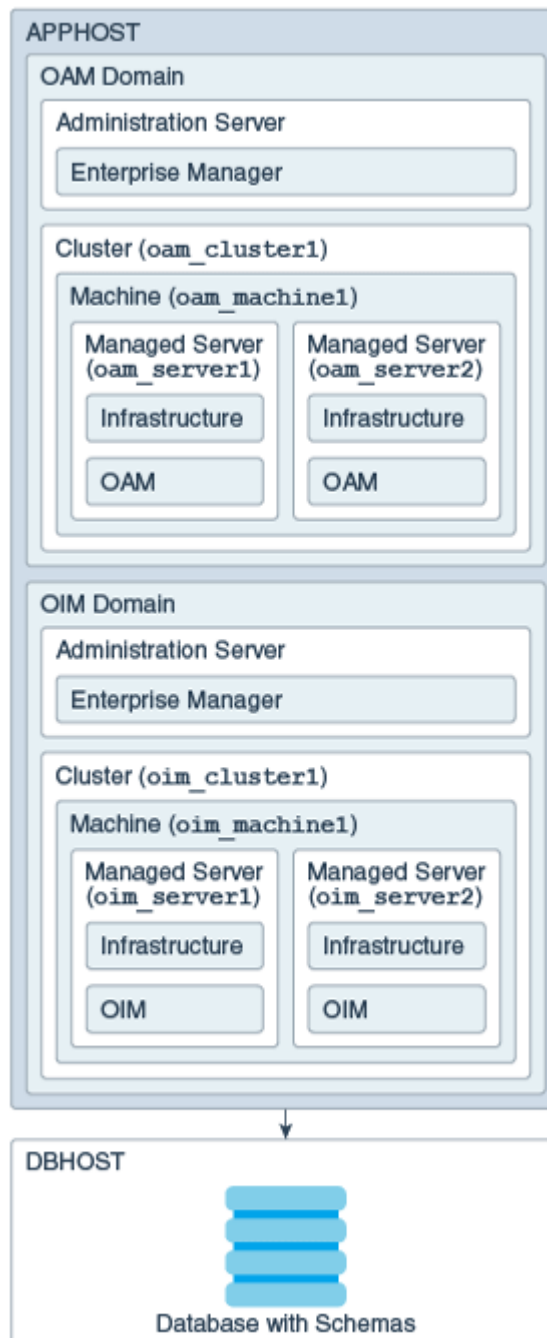 APPHOST
OAM Domain
Administration Server
Enterprise Manager
Cluster (oam_cluster1)
Machine (oam_machine1)
Managed Server
(oam_server1)
Infrastructure
OAM
Managed Server
(oam_server2)
Infrastructure
OAM
OIM Domain
Administration Server
Enterprise Manager
Cluster (oim_cluster1)
Machine (oim_machine1)
Managed Server
(oim_server1)
Infrastructure
OIM
Managed Server
(oim_server2)
Infrastructure
OIM
DBHOST
Database with Schemas